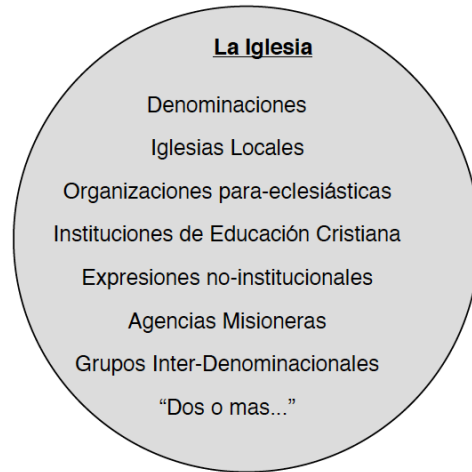 La Iglesia
Denominaciones
Iglesias Locales
Organizaciones para-eclesiásticas
Instituciones de Educación Cristiana
Expresiones no-institucionales
Agencias Misioneras
Grupos Inter-Denominacionales
“Dos o mas...”